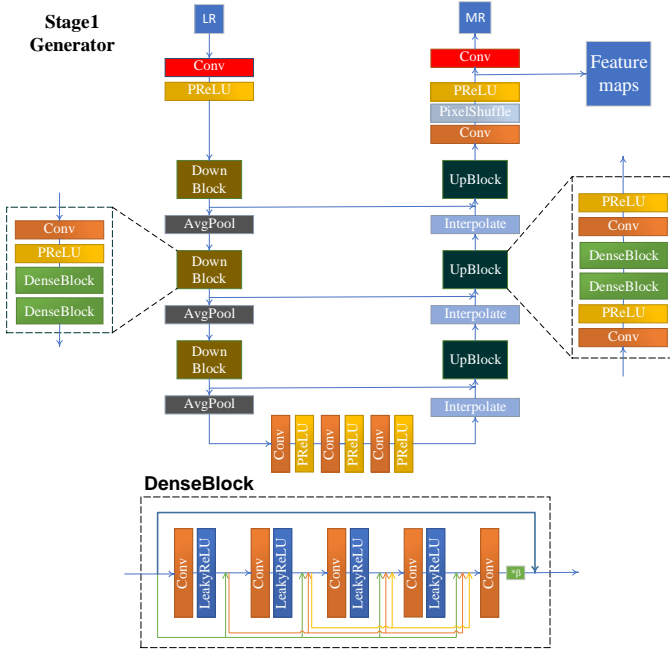 Stage1
Generator
LR
MR
Conv
Conv
PReLU
Feature
maps
PReLU
PixelShuffle
Conv
Down
Block
UpBlock
AvgPool
Interpolate
Conv
PReLU
DenseBlock
DenseBlock
Down
Block
UpBlock
PReLU
Conv
DenseBlock
DenseBlock
PReLU
Conv
AvgPool
Interpolate
Down
Block
UpBlock
AvgPool
Interpolate
Conv
PReLU
Conv
PReLU
Conv
PReLU
DenseBlock
Conv
LeakyReLU
Conv
LeakyReLU
Conv
LeakyReLU
Conv
LeakyReLU
Conv
*β